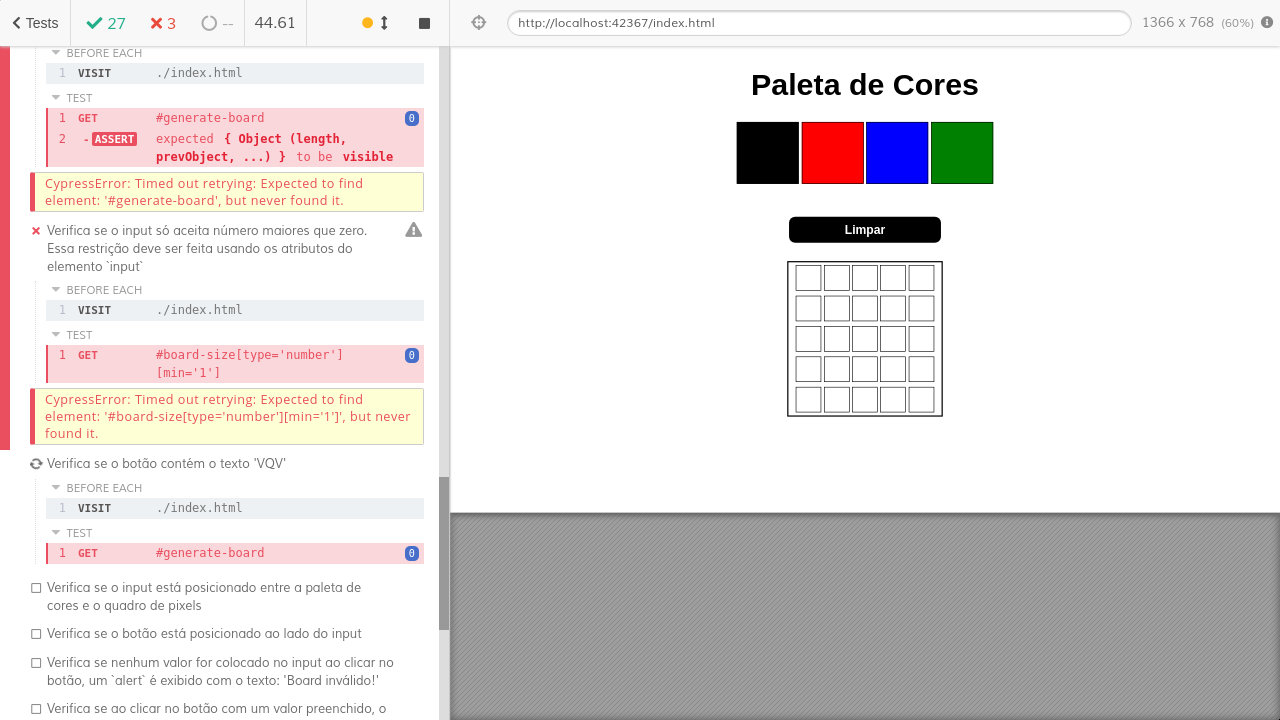 Tests
27
3
--
44.61
http://localhost:42367/index.html
1366 x 768 (60%)
BEFORE EACH
1 VISIT ./index.html
TEST
1 GET #generate-board 0
2 - ASSERT expected { Object (length,
prevObject, ...) } to be visible
CypressError: Timed out retrying: Expected to find
element: '#generate-board', but never found it.
Verifica se o input só aceita número maiores que zero.
Essa restrição deve ser feita usando os atributos do
elemento `input`
BEFORE EACH
1 VISIT ./index.html
TEST
1 GET #board-size[type='number'] 0
[min='1']
CypressError: Timed out retrying: Expected to find
element: '#board-size[type='number'][min='1']', but never
found it.
Verifica se o botão contém o texto 'VQV'
BEFORE EACH
1 VISIT ./index.html
TEST
1 GET #generate-board 0
Verifica se o input está posicionado entre a paleta de
cores e o quadro de pixels
Verifica se o botão está posicionado ao lado do input
Verifica se nenhum valor for colocado no input ao clicar no
botão, um `alert` é exibido com o texto: 'Board inválido!'
Verifica se ao clicar no botão com um valor preenchido, o
Paleta de Cores
Limpar